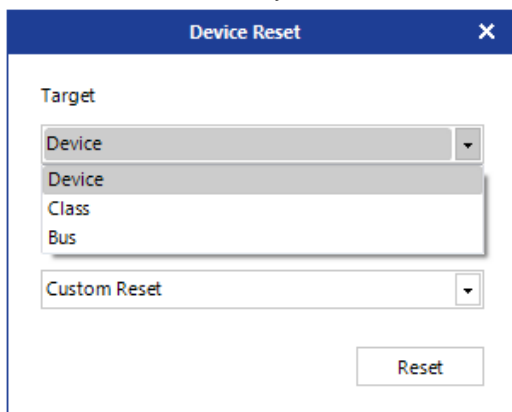 Device Reset
Target
Device
Device
Class
Bus
Custom Reset
Reset